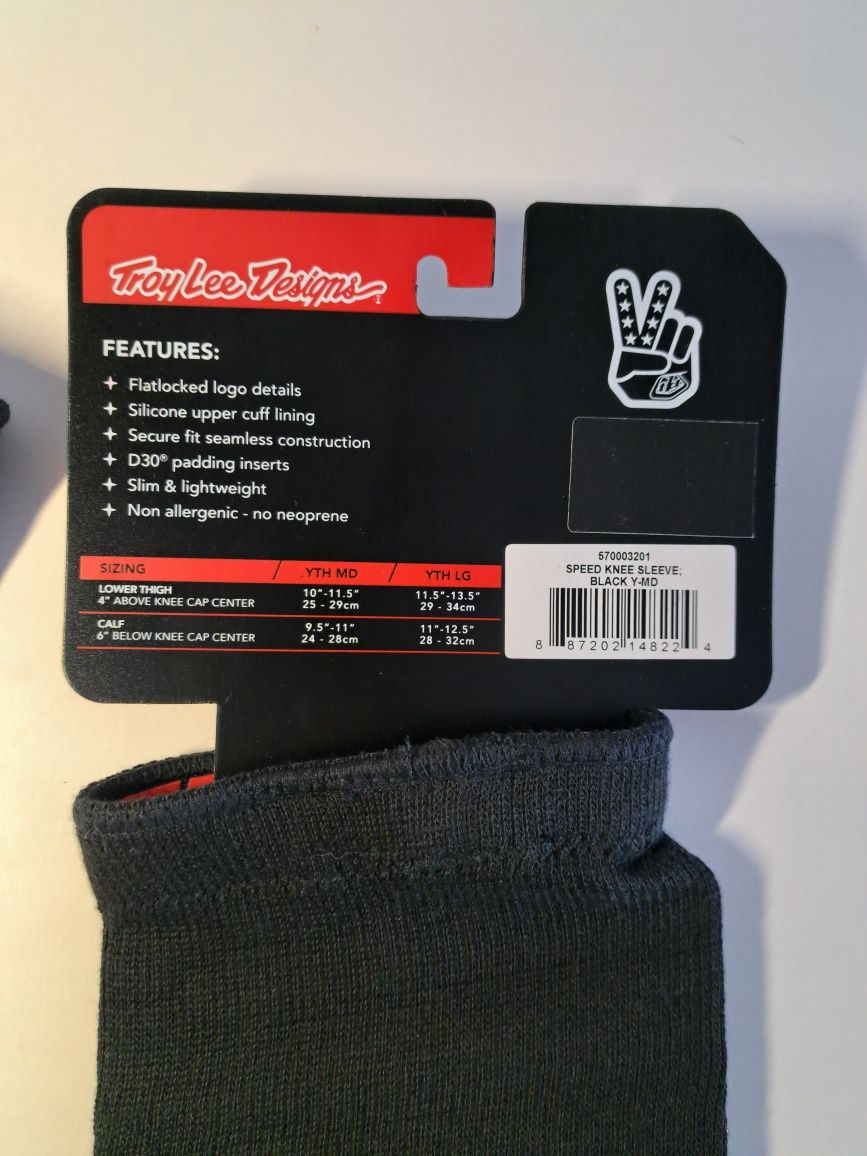 Troy Lee Designs
FEATURES:
Flatlocked logo details
Silicone upper cuff lining
Secure fit seamless construction
D30® padding inserts
Slim & lightweight
Non allergenic - no neoprene
SIZING / YTH MD / YTH LG
LOWER THIGH
4" ABOVE KNEE CAP CENTER
10"-11.5"
25 - 29cm
11.5"-13.5"
29 - 34cm
CALF
6" BELOW KNEE CAP CENTER
9.5"-11"
24 - 28cm
11"-12.5"
28 - 32cm
570003201
SPEED KNEE SLEEVE;
BLACK Y-MD
8 87202 14822 4